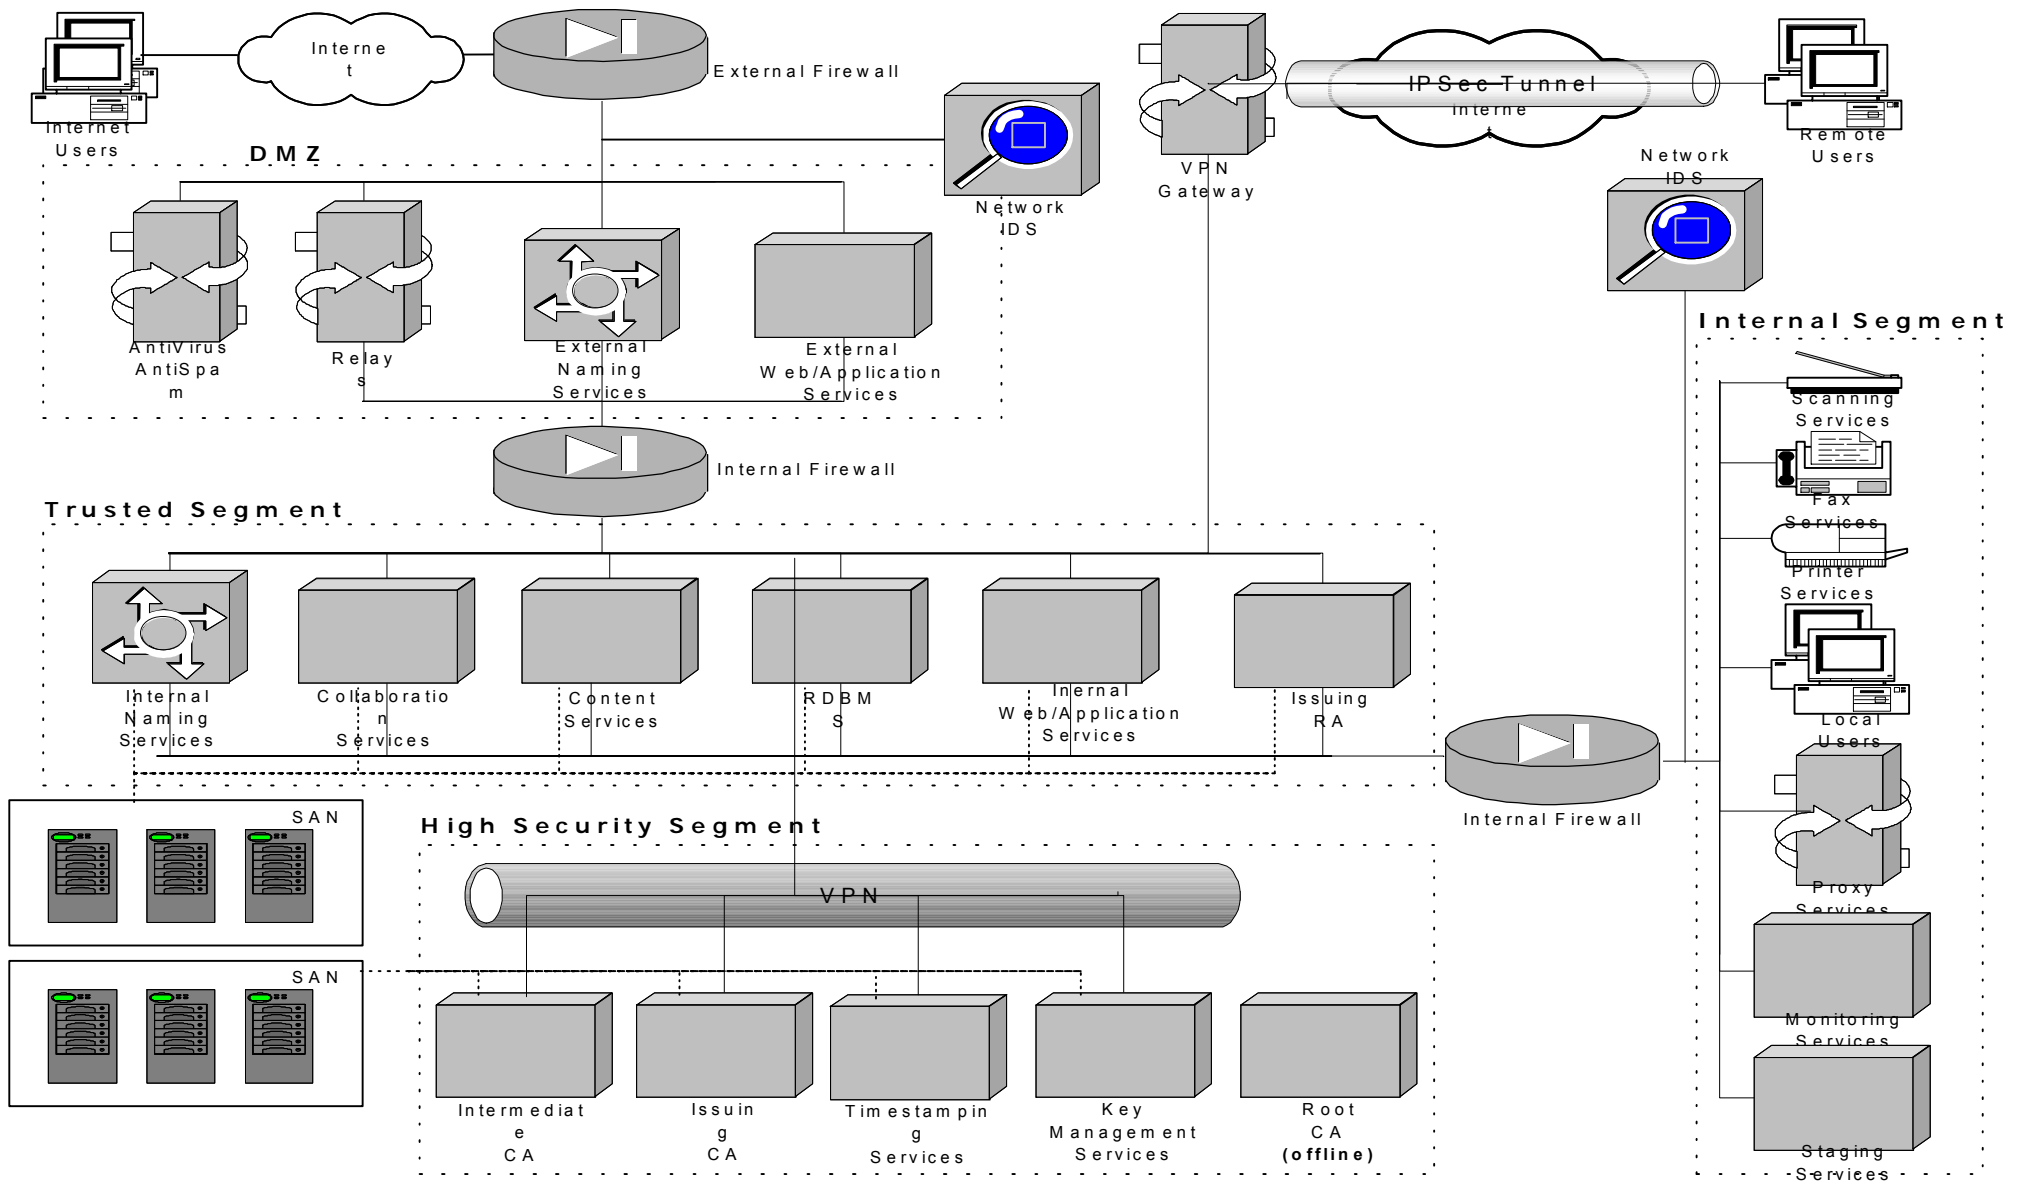 Interne
t
External Firewall
IPSec Tunnel
Interne
t
Internet
Users
Remote
Users
DMZ
VPN
Gateway
Network
IDS
Network
IDS
AntiVirus
AntiSpa
m
Relay
s
External
Naming
Services
External
Web/Application
Services
Internal Segment
Scanning
Services
Internal Firewall
Fax
Services
Trusted Segment
Printer
Services
Internal
Naming
Services
Collaboratio
n
Services
Content
Services
RDBM
S
Inernal
Web/Application
Services
Issuing
RA
Local
Users
Internal Firewall
SAN
High Security Segment
VPN
Proxy
Services
SAN
Monitoring
Services
Intermediat
e
CA
Issuin
g
CA
Timestampin
g
Services
Key
Management
Services
Root
CA
(offline)
Staging
Services